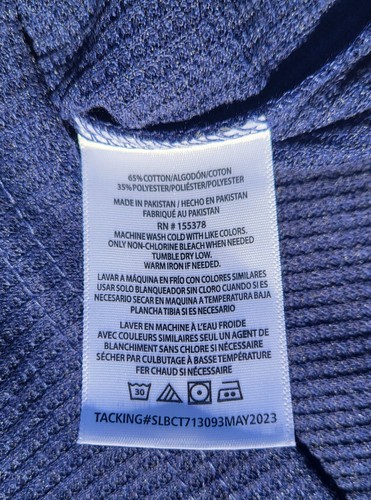 65% COTTON/ALGODÓN/COTON
35% POLYESTER/POLIÉSTER/POLYESTER
MADE IN PAKISTAN / HECHO EN PAKISTAN
FABRIQUÉ AU PAKISTAN
RN # 155378
MACHINE WASH COLD WITH LIKE COLORS.
ONLY NON-CHLORINE BLEACH WHEN NEEDED
TUMBLE DRY LOW.
WARM IRON IF NEEDED.
LAVAR A MÁQUINA EN FRÍO CON COLORES SIMILARES
USAR SOLO BLANQUEADOR SIN CLORO CUANDO SI ES
NECESARIO SECAR EN MAQUINA A TEMPERATURA BAJA
PLANCHA TIBIA SI ES NECESARIO
LAVER EN MACHINE À L'EAU FROIDE
AVEC COULEURS SIMILAIRES SEUL UN AGENT DE
BLANCHIMENT SANS CHLORE SI NÉCESSAIRE
SÉCHER PAR CULBUTAGE À BASSE TEMPÉRATURE
FER CHAUD SI NÉCESSAIRE
30
TACKING#SLBCT713093MAY2023